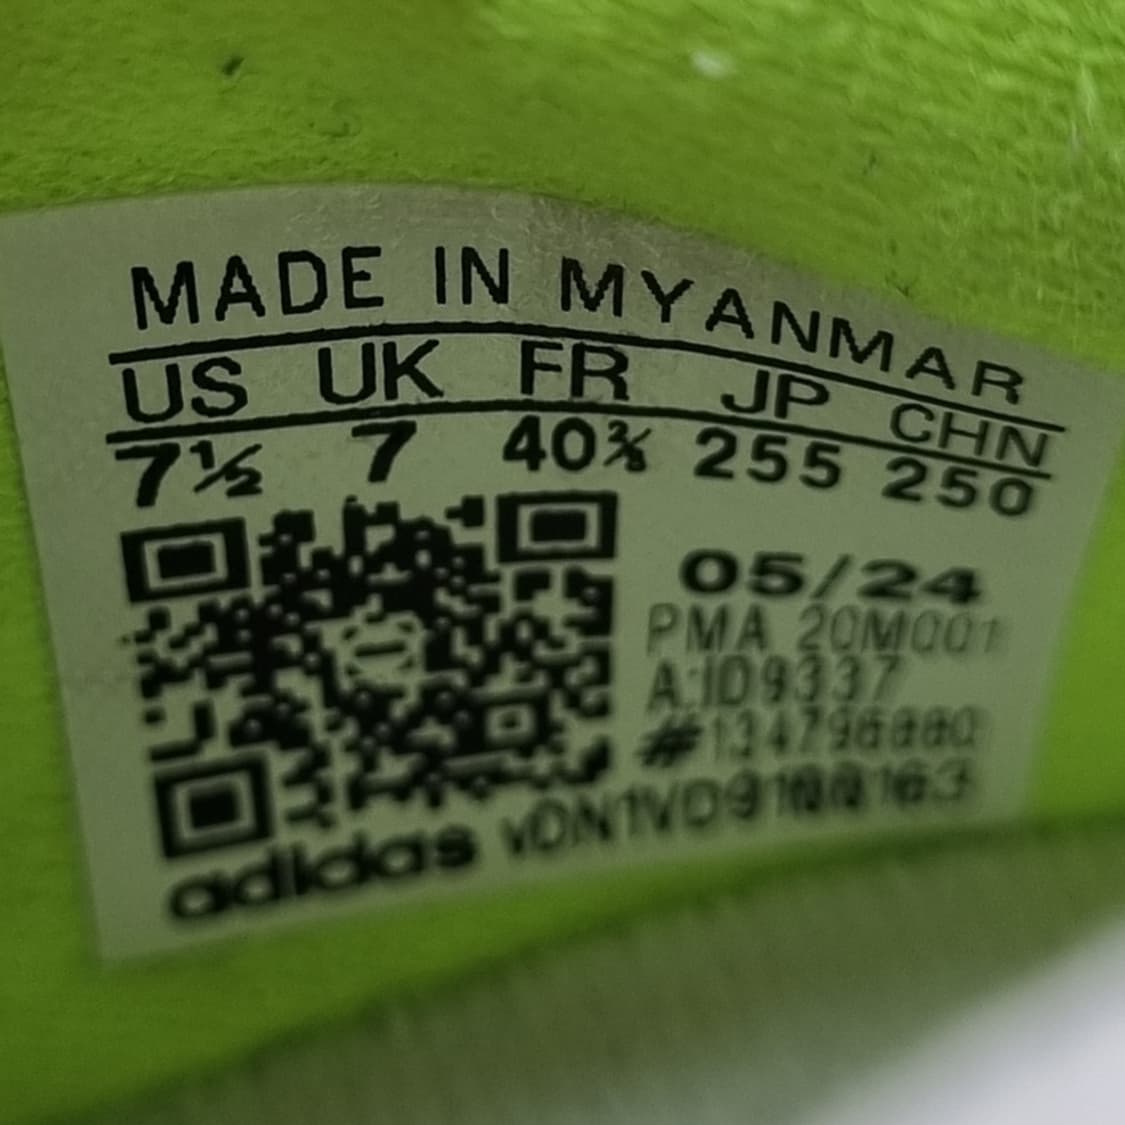 MADE IN MYANMAR
US UK FR JP CHN
7½ 7 40⅔ 255 250
05/24
PMA 20M001
A:ID9337
adidas